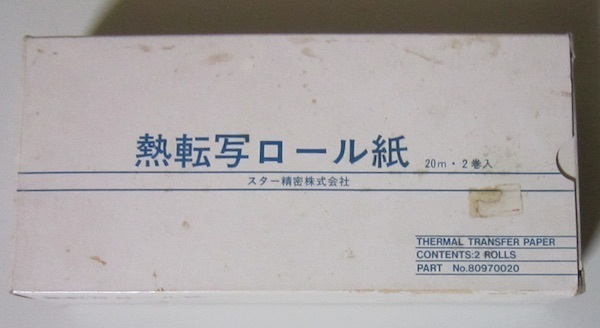 熱転写ロール紙 20m・2巻入
スター精密株式会社
THERMAL TRANSFER PAPER
CONTENTS:2 ROLLS
PART No.80970020